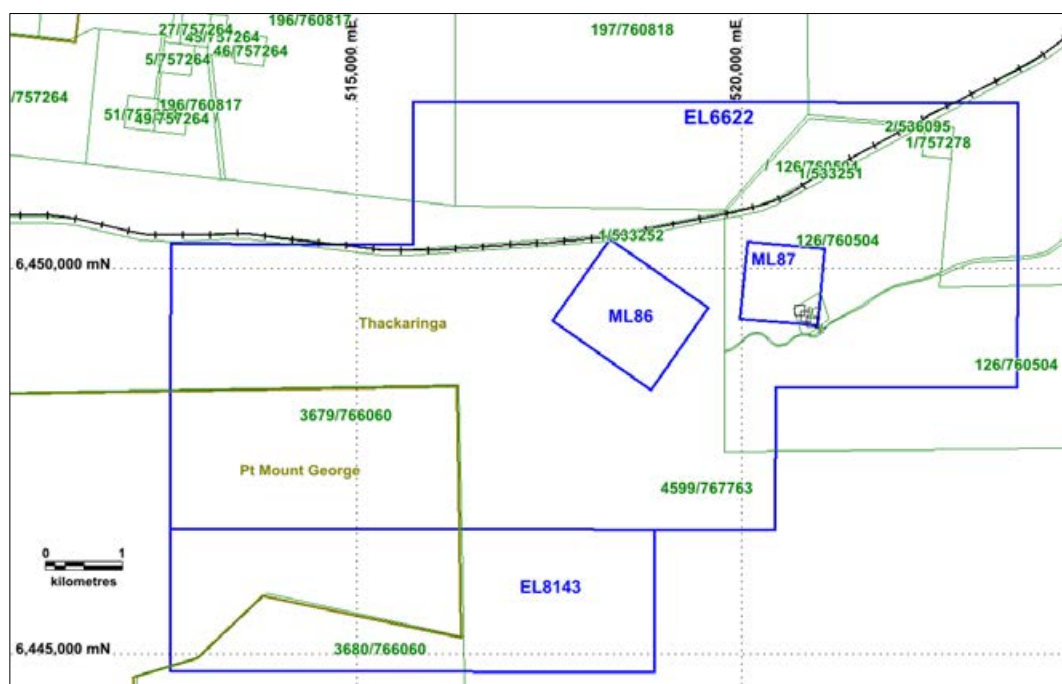 196/760817
27/757264
45/757264
46/757264
5/757264
197/760818
515,000 mE
520,000 mE
/757264
196/760817
49/757264
EL6622
2/536095
1/757278
126/760504
1/533251
1/533252
126/760504
6,450,000 mN
ML87
ML86
Thackaringa
126/760504
3679/766060
Pt Mount George
4599/767763
0 1
kilometres
EL8143
6,445,000 mN
3680/766060